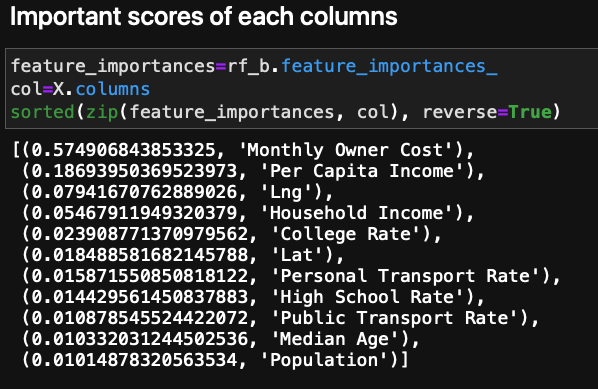 Important scores of each columns
feature_importances=rf_b.feature_importances_
col=X.columns
sorted(zip(feature_importances, col), reverse=True)
[(0.574906843853325, 'Monthly Owner Cost'),
(0.18693950369523973, 'Per Capita Income'),
(0.07941670762889026, 'Lng'),
(0.05467911949320379, 'Household Income'),
(0.023908771370979562, 'College Rate'),
(0.018488581682145788, 'Lat'),
(0.015871550850818122, 'Personal Transport Rate'),
(0.014429561450837883, 'High School Rate'),
(0.010878545524422072, 'Public Transport Rate'),
(0.010332031244502536, 'Median Age'),
(0.01014878320563534, 'Population')]